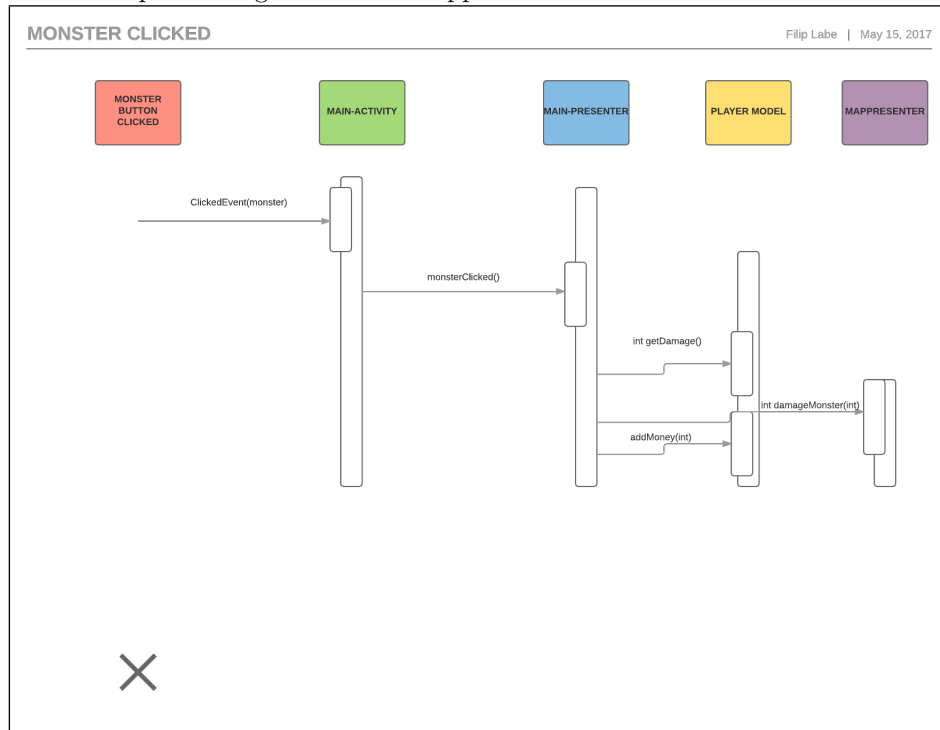 MONSTER CLICKED
Filip Labe | May 15, 2017
MONSTER
BUTTON
CLICKED
MAIN-ACTIVITY
MAIN-PRESENTER
PLAYER MODEL
MAPPRESENTER
ClickedEvent(monster)
monsterClicked()
int getDamage()
int damageMonster(int)
addMoney(int)